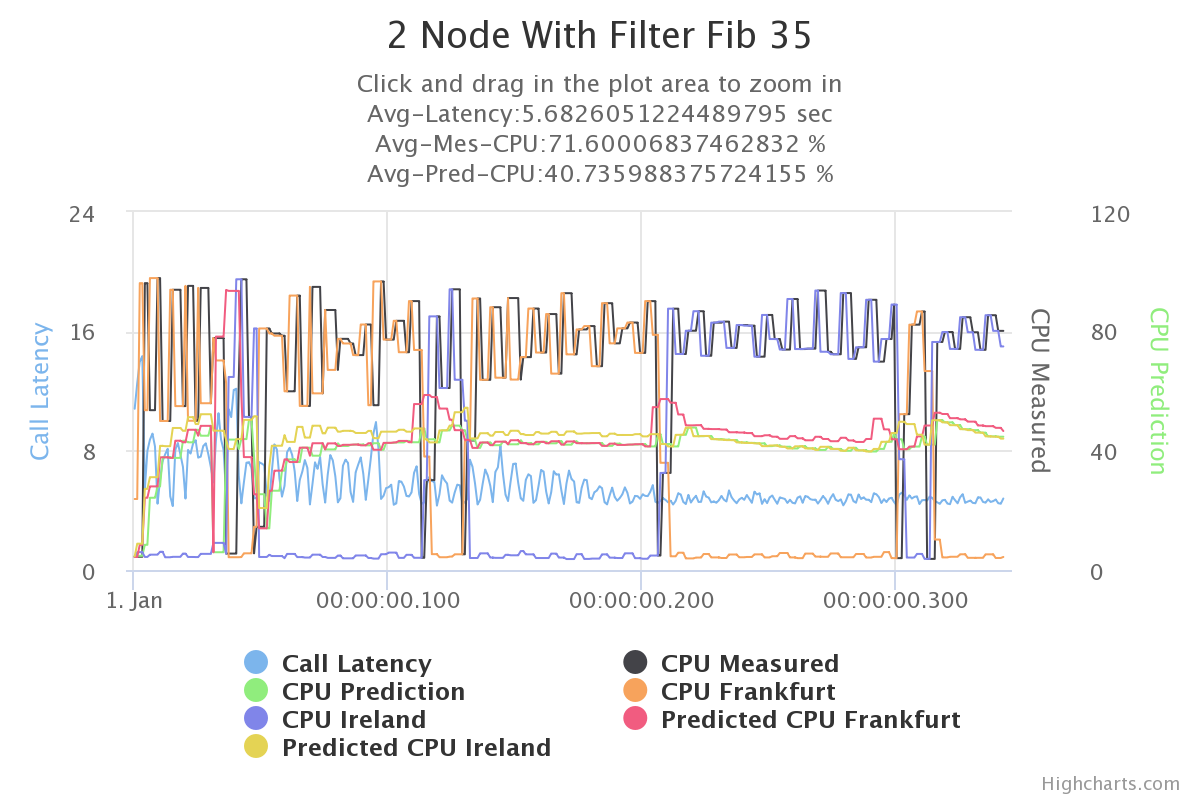 2 Node With Filter Fib 35
Click and drag in the plot area to zoom in
Avg-Latency:5.6826051224489795 sec
Avg-Mes-CPU:71.60006837462832 %
Avg-Pred-CPU:40.735988375724155 %
24
120
16
80
8
40
0
0
Call Latency
CPU Measured
CPU Prediction
1. Jan
00:00:00.100
00:00:00.200
00:00:00.300
Call Latency
CPU Measured
CPU Prediction
CPU Frankfurt
CPU Ireland
Predicted CPU Frankfurt
Predicted CPU Ireland
Highcharts.com